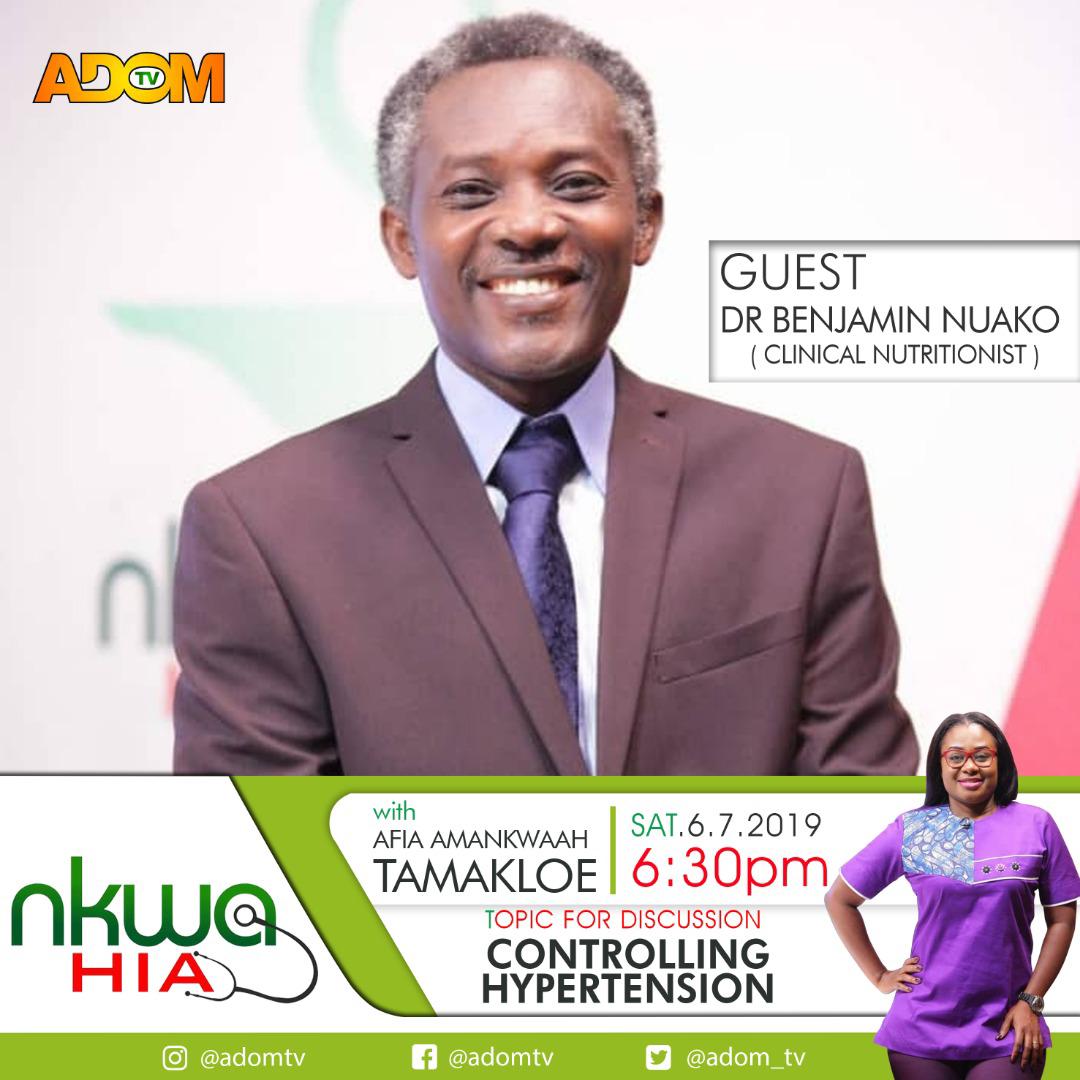 ADOM TV
GUEST
DR BENJAMIN NUAKO
( CLINICAL NUTRITIONIST )
with
AFIA AMANKWAAH
TAMAKLOE
SAT.6.7.2019
6:30pm
nkwa
HIA
TOPIC FOR DISCUSSION
CONTROLLING
HYPERTENSION
@adomtv
@adomtv
@adom_tv